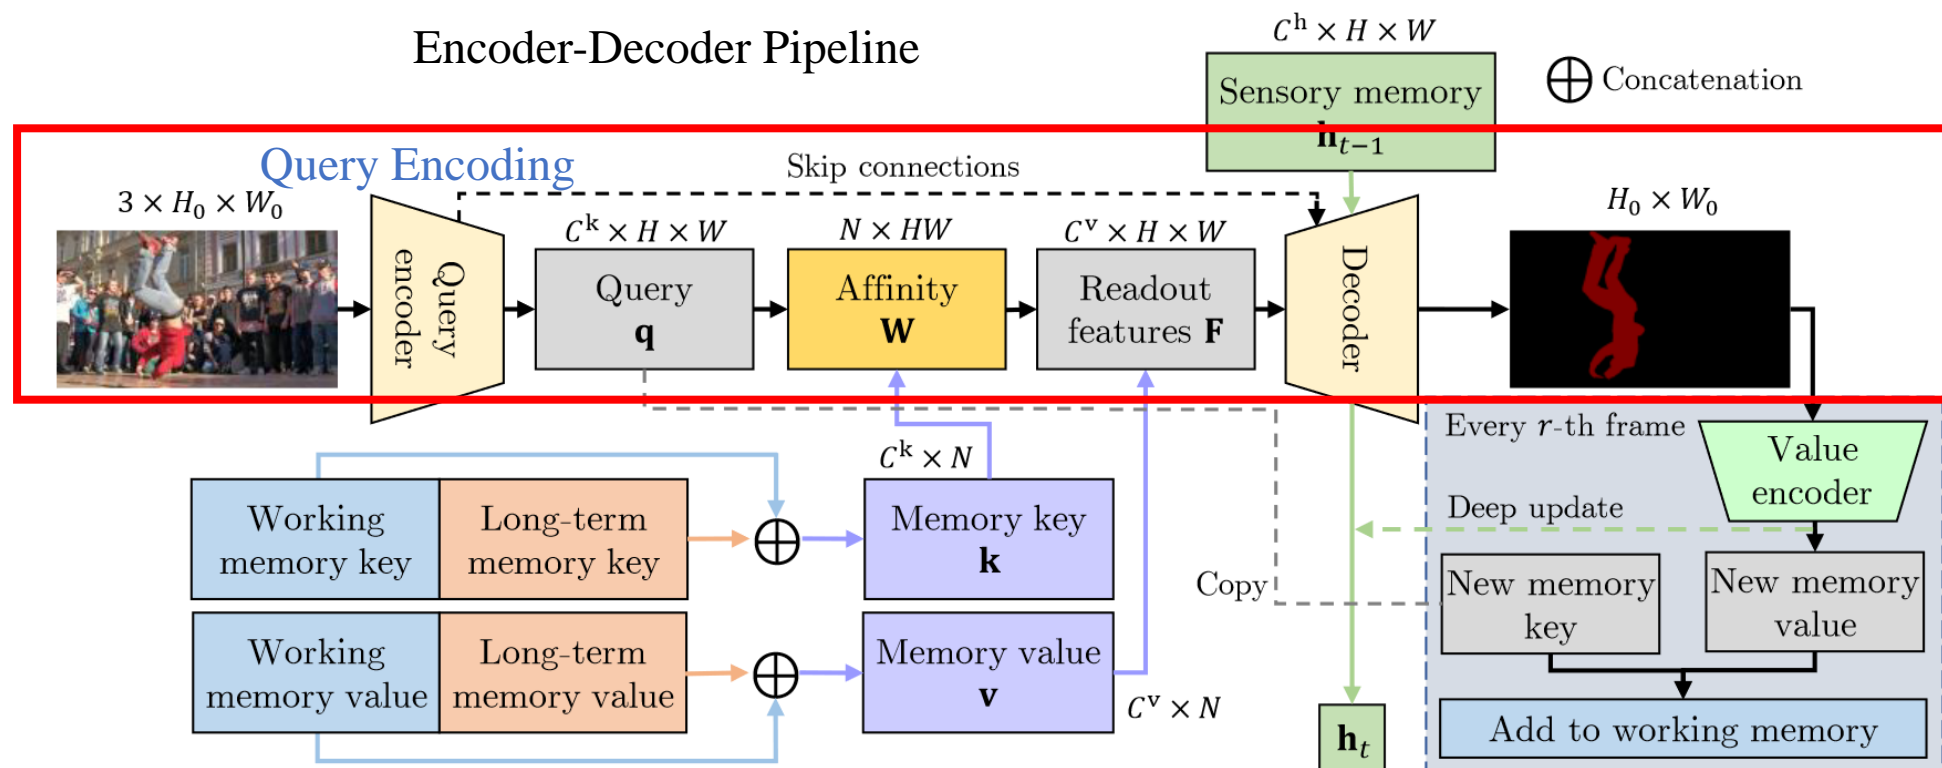 Encoder-Decoder Pipeline
C^h × H × W
Sensory memory
h_{t−1}
⊕ Concatenation
Query Encoding
Skip connections
3 × H_0 × W_0
Query
encoder
C^k × H × W
Query
q
N × HW
Affinity
W
C^v × H × W
Readout
features F
Decoder
H_0 × W_0
Every r-th frame
Value
encoder
Deep update
C^k × N
Working
memory key
Long-term
memory key
Memory key
k
Copy
New memory
key
New memory
value
Working
memory value
Long-term
memory value
Memory value
v
C^v × N
h_t
Add to working memory